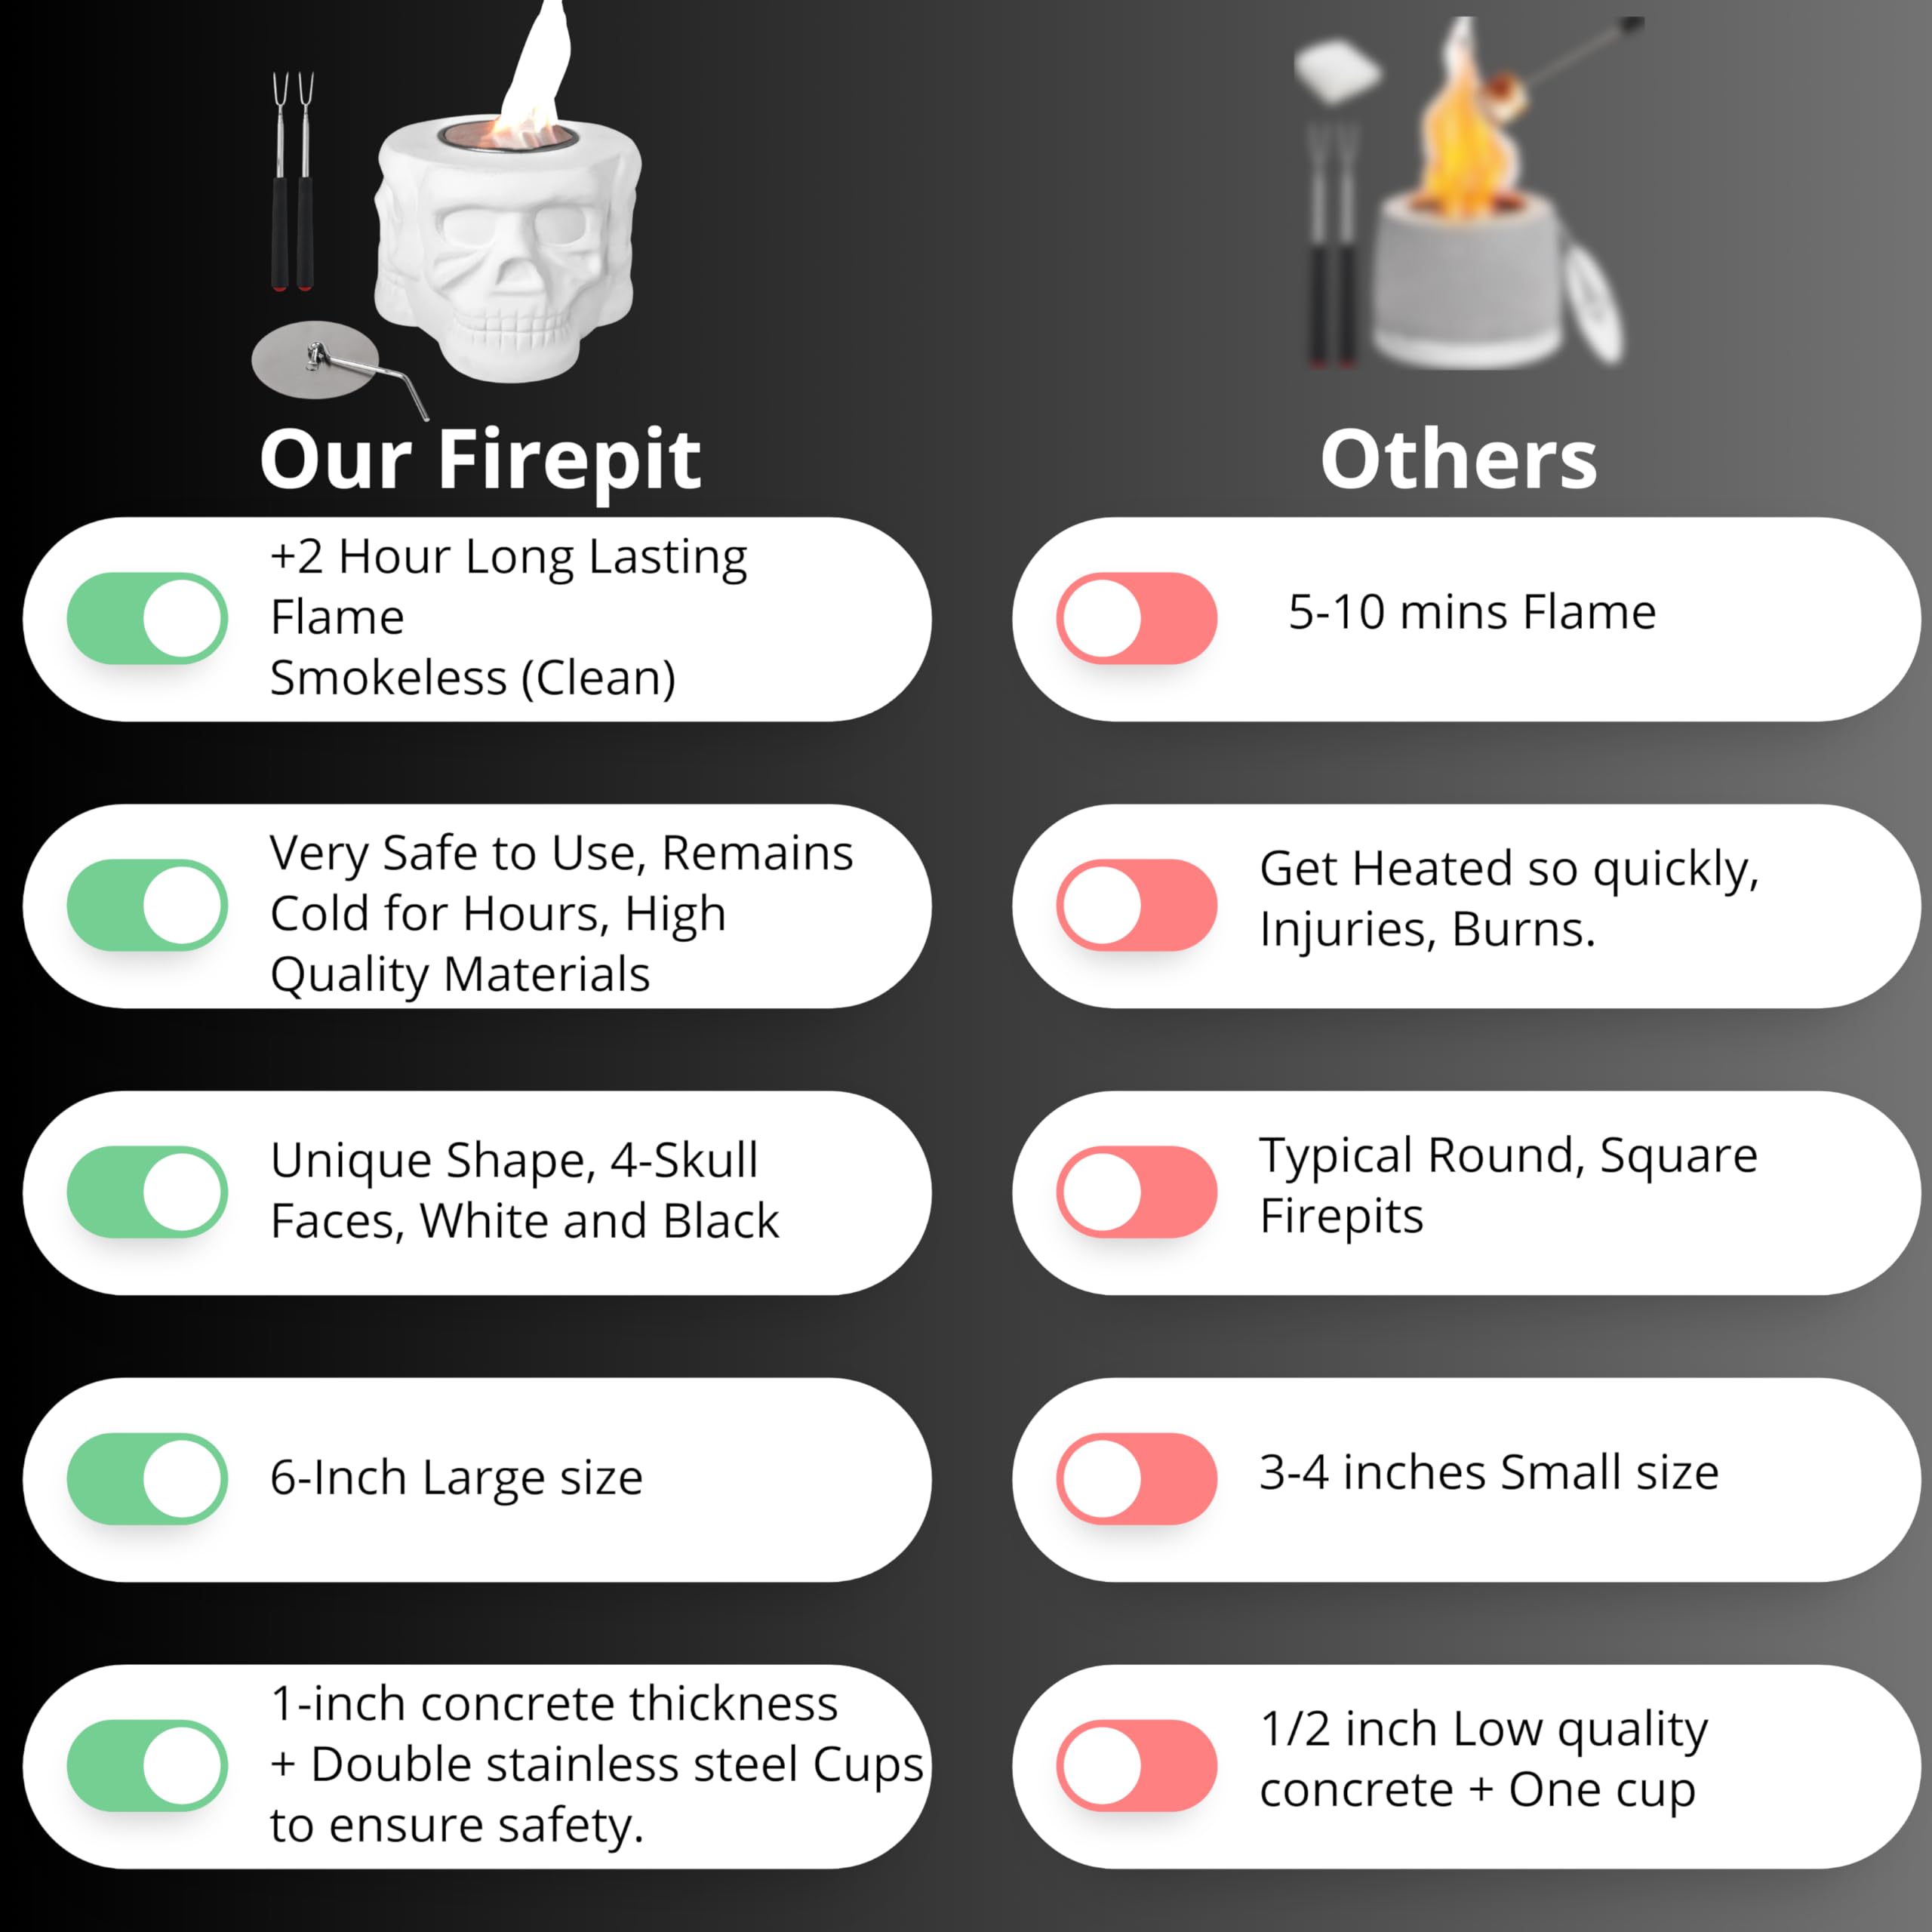 Our Firepit
Others
+2 Hour Long Lasting
Flame
Smokeless (Clean)
5-10 mins Flame
Very Safe to Use, Remains
Cold for Hours, High
Quality Materials
Get Heated so quickly,
Injuries, Burns.
Unique Shape, 4-Skull
Faces, White and Black
Typical Round, Square
Firepits
6-Inch Large size
3-4 inches Small size
1-inch concrete thickness
+ Double stainless steel Cups
to ensure safety.
1/2 inch Low quality
concrete + One cup